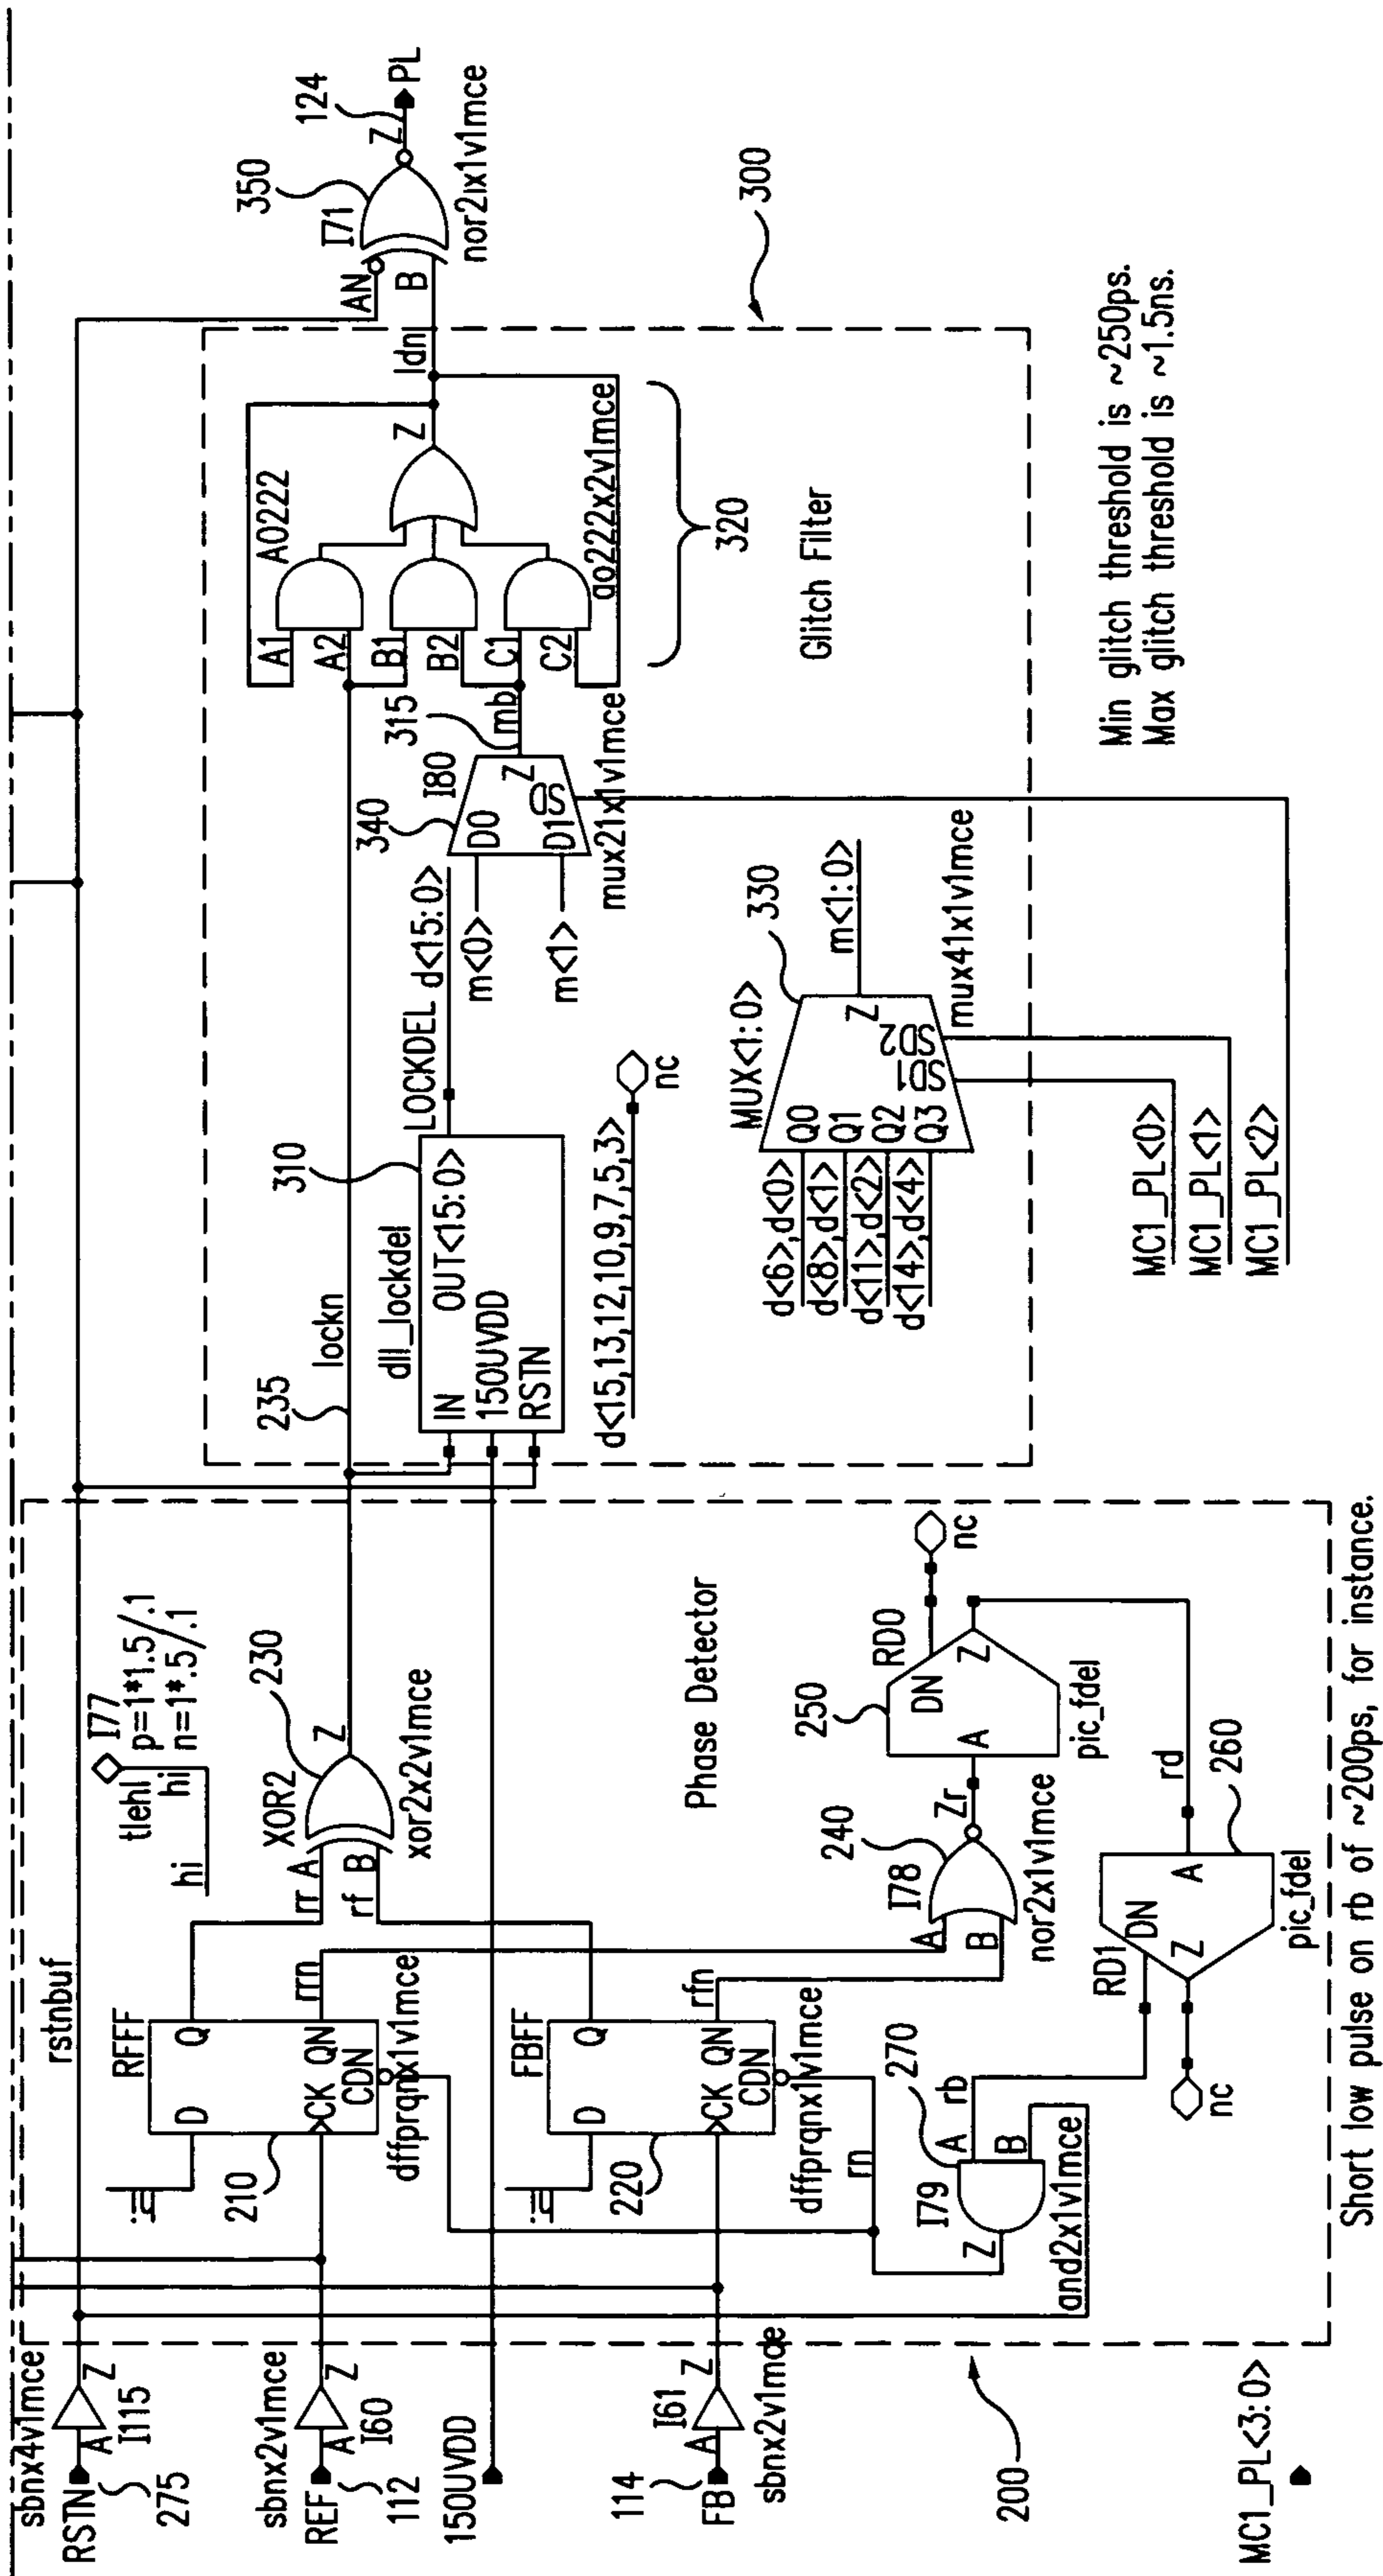 sbnx4v1mce
RSTN
A
Z
I115
275
rstnbuf
sbnx2v1mce
REF
A
Z
I60
112
150UVDD
114
FB
A
Z
I61
sbnx2v1mce
200
MC1_PL<3:0>
RFFF
D
Q
CK
QN
CDN
210
dffprqnx1v1mce
rrn
FBFF
D
Q
CK
QN
CDN
220
dffprqnx1v1mce
rfn
rn
I77
p=1*1.5/.1
n=1*.5/.1
tiehl
hi
hi
rr
rf
A
B
XOR2
230
Z
xor2x2v1mce
Phase Detector
A
B
I78
240
Zr
nor2x1v1mce
250
A
DN
Z
RD0
nc
pic_fdel
rd
260
A
DN
Z
RD1
nc
pic_fdel
rb
270
A
B
I79
Z
and2x1v1mce
Short low pulse on rb of ~200ps, for instance.
235
lockn
dll_lockdel
310
IN
OUT<15:0>
150UVDD
RSTN
LOCKDEL
d<15:0>
d<15,13,12,10,9,7,5,3>
nc
m<0>
m<1>
340
I80
D0
D1
SD
Z
mux21x1v1mce
315
mb
MUX<1:0>
330
d<6>,d<0>
d<8>,d<1>
d<11>,d<2>
d<14>,d<4>
Q0
Q1
Q2
Q3
SD1
SD2
Z
m<1:0>
mux41x1v1mce
MC1_PL<0>
MC1_PL<1>
MC1_PL<2>
A1
A2
B1
B2
C1
C2
AO222
Z
ao222x2v1mce
320
Glitch Filter
ldn
300
AN
B
I71
350
Z
124
PL
nor2ix1v1mce
Min glitch threshold is ~250ps.
Max glitch threshold is ~1.5ns.